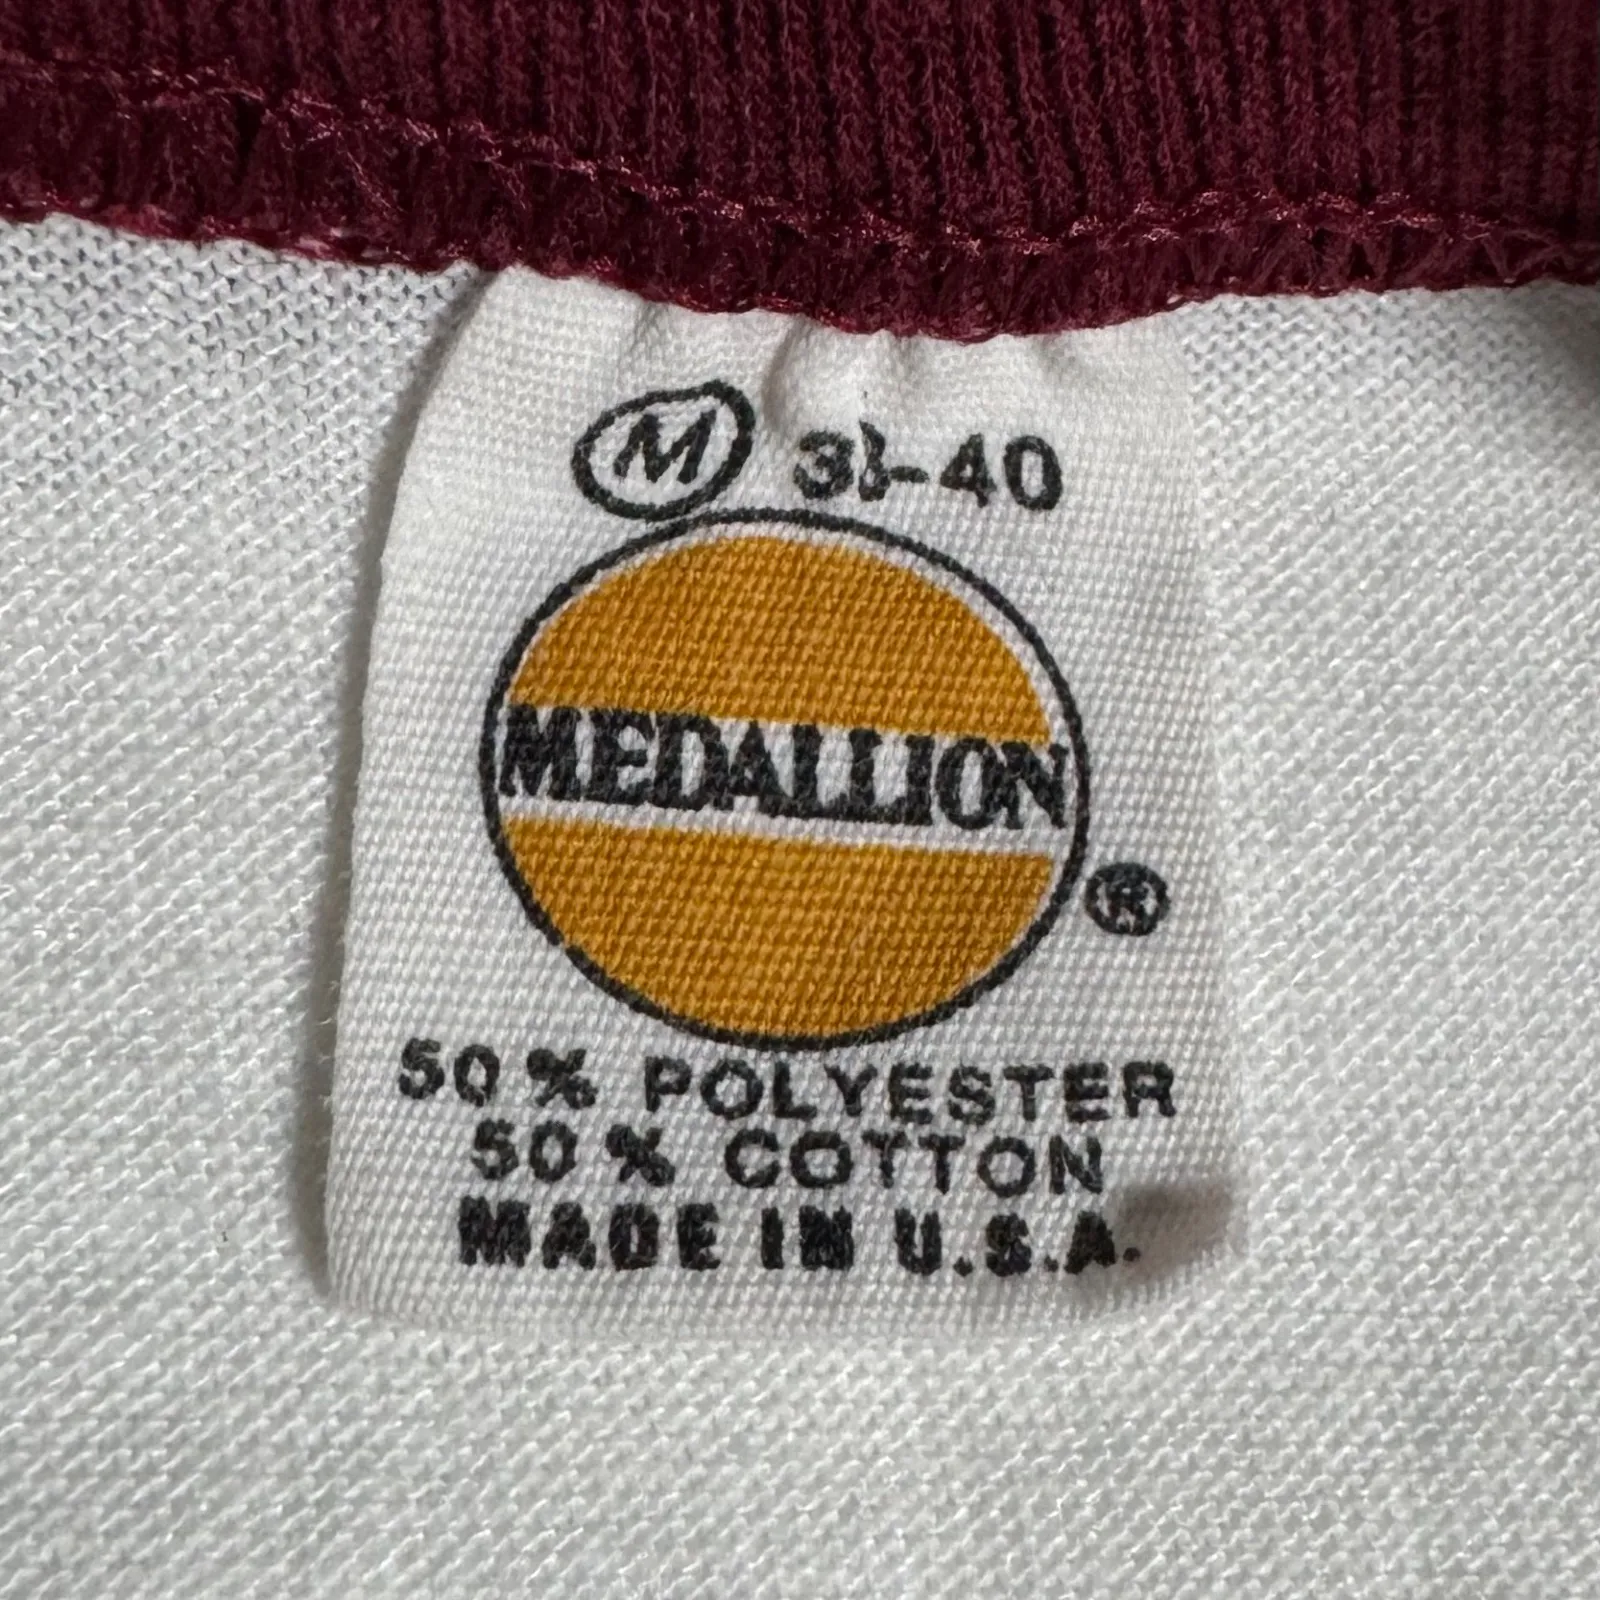 M 38-40
MEDALLION
®
50% POLYESTER
50% COTTON
MADE IN U.S.A.